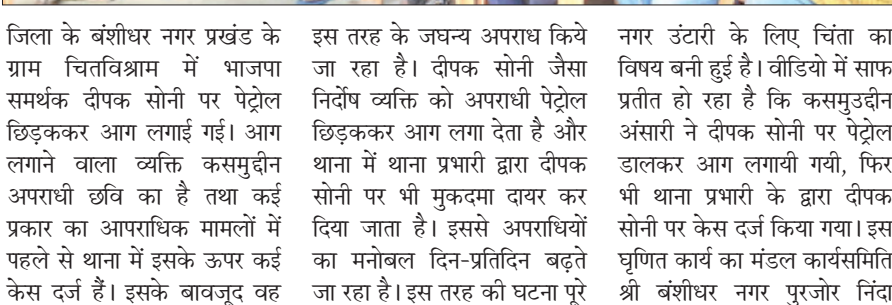 जिला के बंशीधर नगर प्रखंड के
ग्राम चितविश्राम में भाजपा
समर्थक दीपक सोनी पर पेट्रोल
छिड़ककर आग लगाई गई। आग
लगाने वाला व्यक्ति कसमुद्दीन
अपराधी छवि का है तथा कई
प्रकार का आपराधिक मामलों में
पहले से थाना में इसके ऊपर कई
केस दर्ज हैं। इसके बावजूद वह
इस तरह के जघन्य अपराध किये
जा रहा है। दीपक सोनी जैसा
निर्दोष व्यक्ति को अपराधी पेट्रोल
छिड़ककर आग लगा देता है और
थाना में थाना प्रभारी द्वारा दीपक
सोनी पर भी मुकदमा दायर कर
दिया जाता है। इससे अपराधियों
का मनोबल दिन-प्रतिदिन बढ़ते
जा रहा है। इस तरह की घटना पूरे
नगर उंटारी के लिए चिंता का
विषय बनी हुई है। वीडियो में साफ
प्रतीत हो रहा है कि कसमुउद्दीन
अंसारी ने दीपक सोनी पर पेट्रोल
डालकर आग लगायी गयी, फिर
भी थाना प्रभारी के द्वारा दीपक
सोनी पर केस दर्ज किया गया। इस
घृणित कार्य का मंडल कार्यसमिति
श्री बंशीधर नगर पुरजोर निंदा